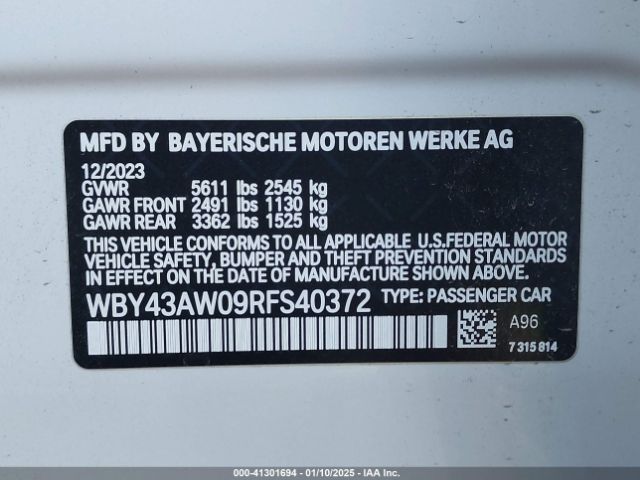 MFD BY BAYERISCHE MOTOREN WERKE AG
12/2023
GVWR 5611 lbs 2545 kg
GAWR FRONT 2491 lbs 1130 kg
GAWR REAR 3362 lbs 1525 kg
THIS VEHICLE CONFORMS TO ALL APPLICABLE U.S.FEDERAL MOTOR
VEHICLE SAFETY, BUMPER, AND THEFT PREVENTION STANDARDS
IN EFFECT ON THE DATE OF MANUFACTURE SHOWN ABOVE.
WBY43AW09RFS40372 TYPE: PASSENGER CAR
A96
7 315 814
000-41301694 - 01/10/2025 - IAAI.CA